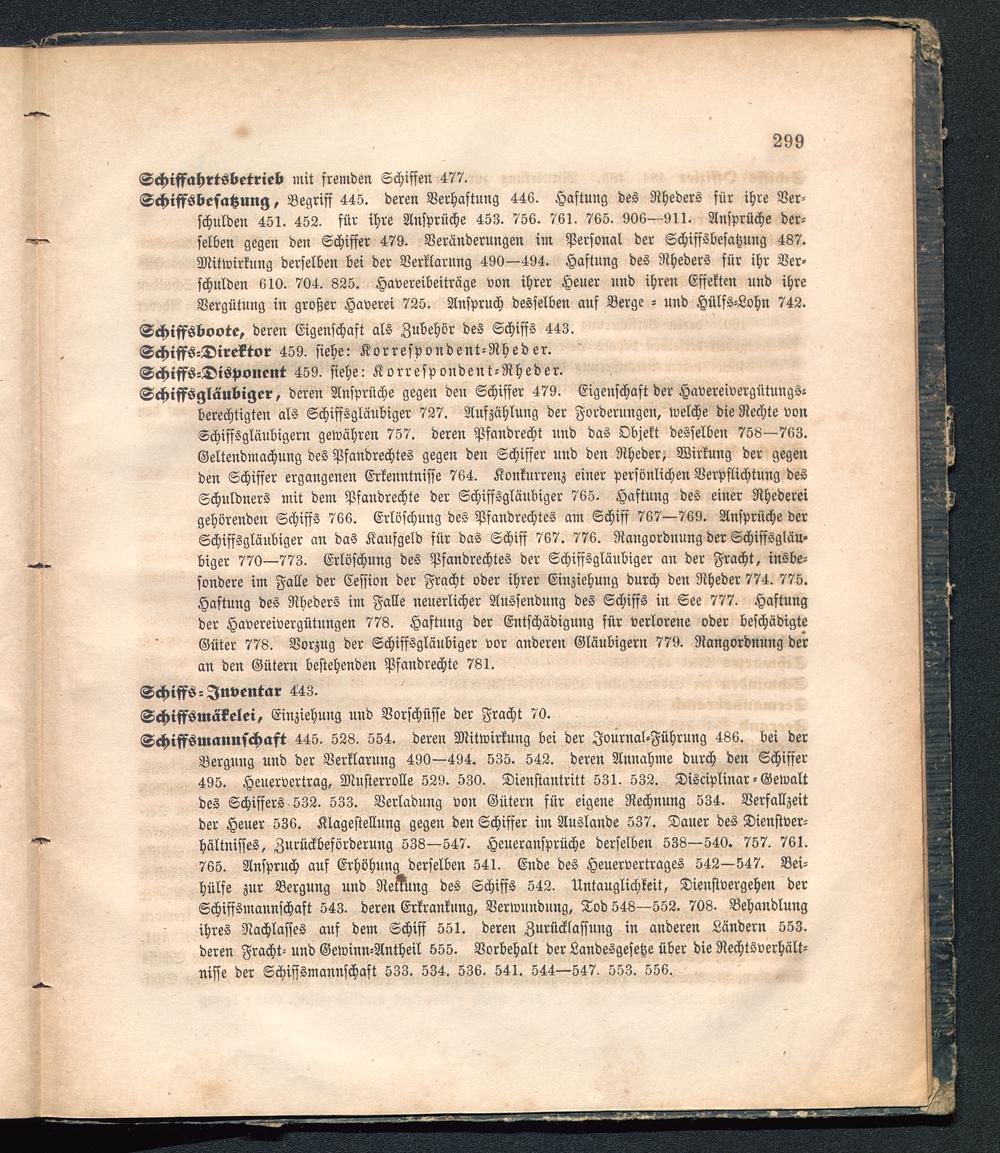 299
Schiffahrtsbetrieb mit fremden Schiffen 477.
Schiffsbesatzung, Begriff 445. deren Verhaftung 446. Haftung des Rheders für ihre Ver-
schulden 451. 452. für ihre Ansprüche 453. 756. 761. 765. 906—911. Ansprüche der-
selben gegen den Schiffer 479. Veränderungen im Personal der Schiffsbesatzung 487.
Mitwirkung derselben bei der Verklarung 490—494. Haftung des Rheders für ihr Ver-
schulden 610. 704. 825. Havereibeiträge von ihrer Heuer und ihren Effekten und ihre
Vergütung in großer Haverei 725. Anspruch desselben auf Berge- und Hülfs-Lohn 742.
Schiffsboote, deren Eigenschaft als Zubehör des Schiffs 443.
Schiffs-Direktor 459. siehe: Korrespondent-Rheder.
Schiffs-Disponent 459. siehe: Korrespondent-Rheder.
Schiffsgläubiger, deren Ansprüche gegen den Schiffer 479. Eigenschaft der Havereivergütungs-
berechtigten als Schiffsgläubiger 727. Aufzählung der Forderungen, welche die Rechte von
Schiffsgläubigern gewähren 757. deren Pfandrecht und das Objekt desselben 758—763.
Geltendmachung des Pfandrechtes gegen den Schiffer und den Rheder, Wirkung der gegen
den Schiffer ergangenen Erkenntnisse 764. Konkurrenz einer persönlichen Verpflichtung des
Schuldners mit dem Pfandrechte der Schiffsgläubiger 765. Haftung des einer Rhederei
gehörenden Schiffs 766. Erlöschung des Pfandrechtes am Schiff 767—769. Ansprüche der
Schiffsgläubiger an das Kaufgeld für das Schiff 767. 776. Rangordnung der Schiffsgläu-
biger 770—773. Erlöschung des Pfandrechtes der Schiffsgläubiger an der Fracht, insbe-
sondere im Falle der Cession der Fracht oder ihrer Einziehung durch den Rheder 774. 775.
Haftung des Rheders im Falle neuerlicher Aussendung des Schiffs in See 777. Haftung
der Havereivergütungen 778. Haftung der Entschädigung für verlorene oder beschädigte
Güter 778. Vorzug der Schiffsgläubiger vor anderen Gläubigern 779. Rangordnung der
an den Gütern bestehenden Pfandrechte 781.
Schiffs-Inventar 443.
Schiffsmäkelei, Einziehung und Vorschüsse der Fracht 70.
Schiffsmannschaft 445. 528. 554. deren Mitwirkung bei der Journal-Führung 486. bei der
Bergung und der Verklarung 490—494. 535. 542. deren Annahme durch den Schiffer
495. Heuervertrag, Musterrolle 529. 530. Dienstantritt 531. 532. Disciplinar-Gewalt
des Schiffers 532. 533. Verladung von Gütern für eigene Rechnung 534. Verfallzeit
der Heuer 536. Klagestellung gegen den Schiffer im Auslande 537. Dauer des Dienstver-
hältnisses, Zurückbeförderung 538—547. Heueransprüche derselben 538—540. 757. 761.
765. Anspruch auf Erhöhung derselben 541. Ende des Heuervertrages 542—547. Bei-
hülfe zur Bergung und Rettung des Schiffs 542. Untauglichkeit, Dienstvergehen der
Schiffsmannschaft 543. deren Erkrankung, Verwundung, Tod 548—552. 708. Behandlung
ihres Nachlasses auf dem Schiff 551. deren Zurücklassung in anderen Ländern 553.
deren Fracht- und Gewinn-Antheil 555. Vorbehalt der Landesgesetze über die Rechtsverhält-
nisse der Schiffsmannschaft 533. 534. 536. 541. 544—547. 553. 556.